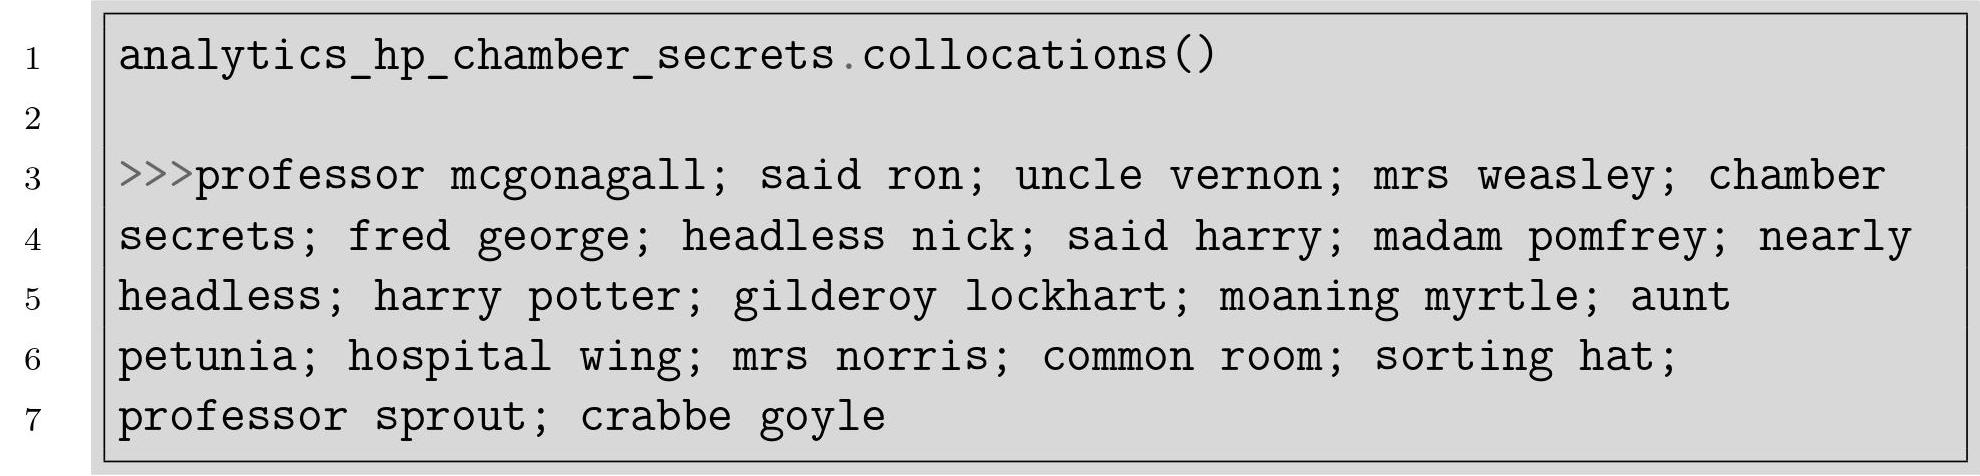 1 analytics_hp_chamber_secrets.collocations()
2
3 >>>professor mcgonagall; said ron; uncle vernon; mrs weasley; chamber
4 secrets; fred george; headless nick; said harry; madam pomfrey; nearly
5 headless; harry potter; gilderoy lockhart; moaning myrtle; aunt
6 petunia; hospital wing; mrs norris; common room; sorting hat;
7 professor sprout; crabbe goyle